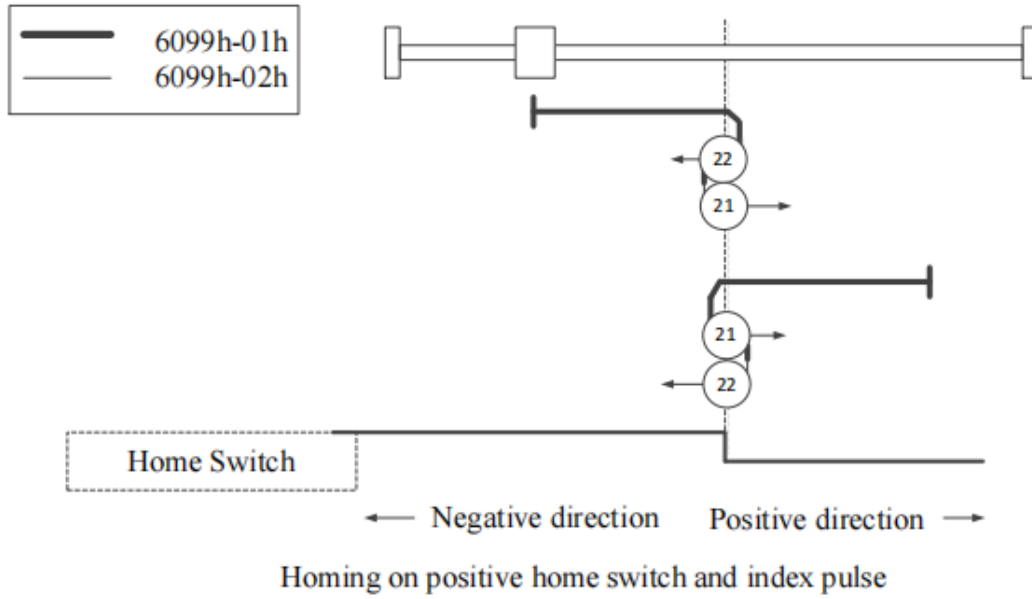 6099h-01h
6099h-02h
22
21
21
22
Home Switch
Negative direction Positive direction
Homing on positive home switch and index pulse